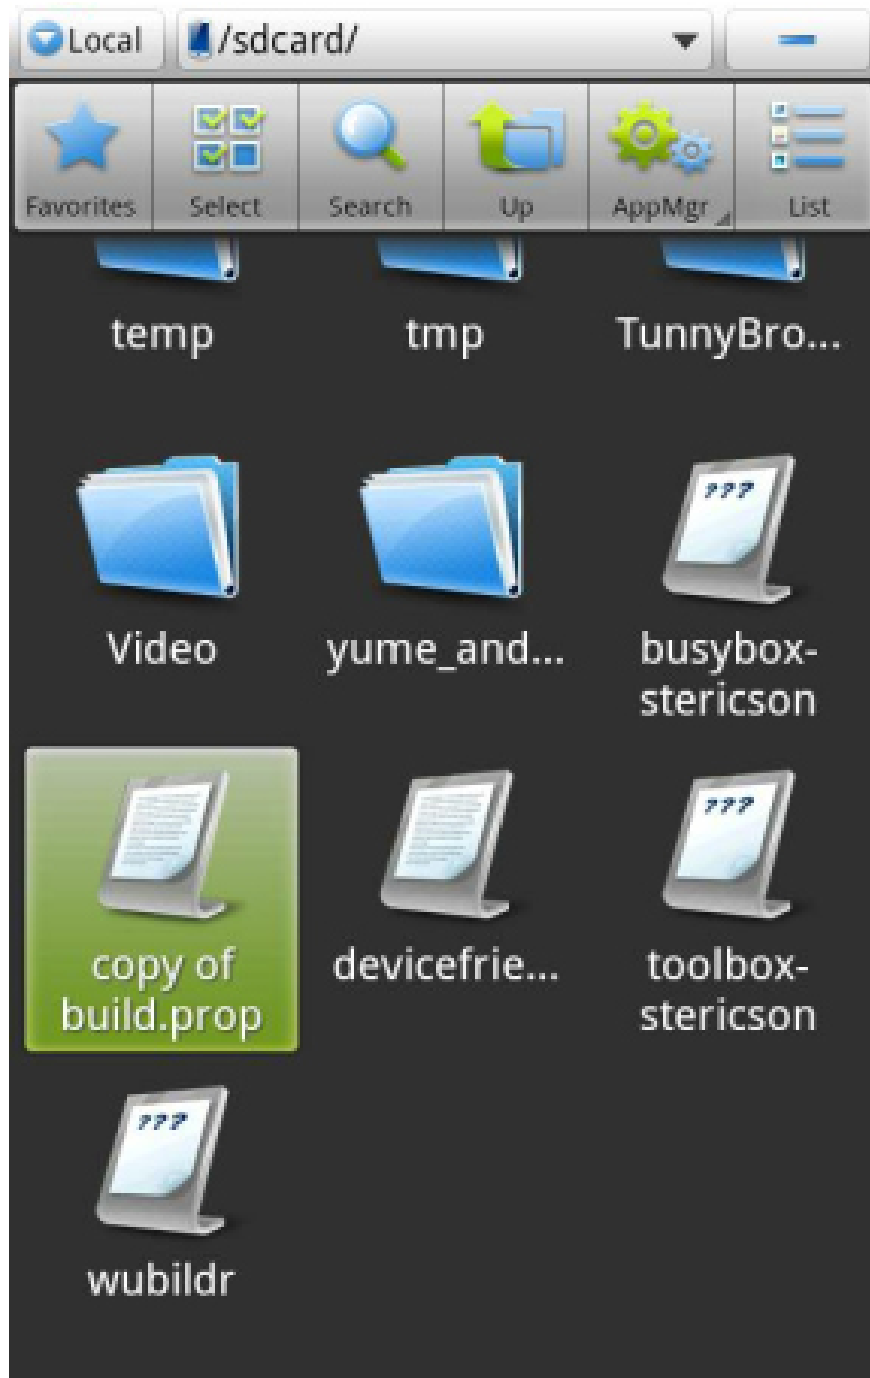 Local /sdcard/
Favorites Select Search Up AppMgr List
temp tmp TunnyBro...
Video yume_and... busybox-
stericson
???
copy of
build.prop
devicefrie...
toolbox-
stericson
???
wubildr
???